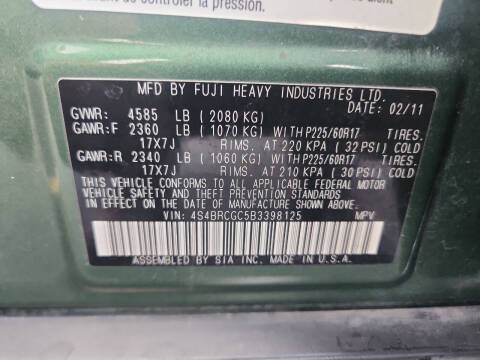 de contrôler la pression.
MFD BY FUJI HEAVY INDUSTRIES LTD.
DATE: 02/11
GVWR: 4585 LB ( 2080 KG)
GAWR:F 2360 LB ( 1070 KG) WITH P225/60R17 TIRES,
17X7J RIMS, AT 220 KPA ( 32 PSI) COLD
GAWR:R 2340 LB ( 1060 KG) WITH P225/60R17 TIRES,
17X7J RIMS, AT 210 KPA ( 30 PSI) COLD
THIS VEHICLE CONFORMS TO ALL APPLICABLE FEDERAL MOTOR
VEHICLE SAFETY AND THEFT PREVENTION STANDARDS
IN EFFECT ON THE DATE OF MANUFACTURE SHOWN ABOVE.
VIN: 4S4BRCGC5B3398125 MPV
ASSEMBLED BY SIA INC. MADE IN U.S.A.